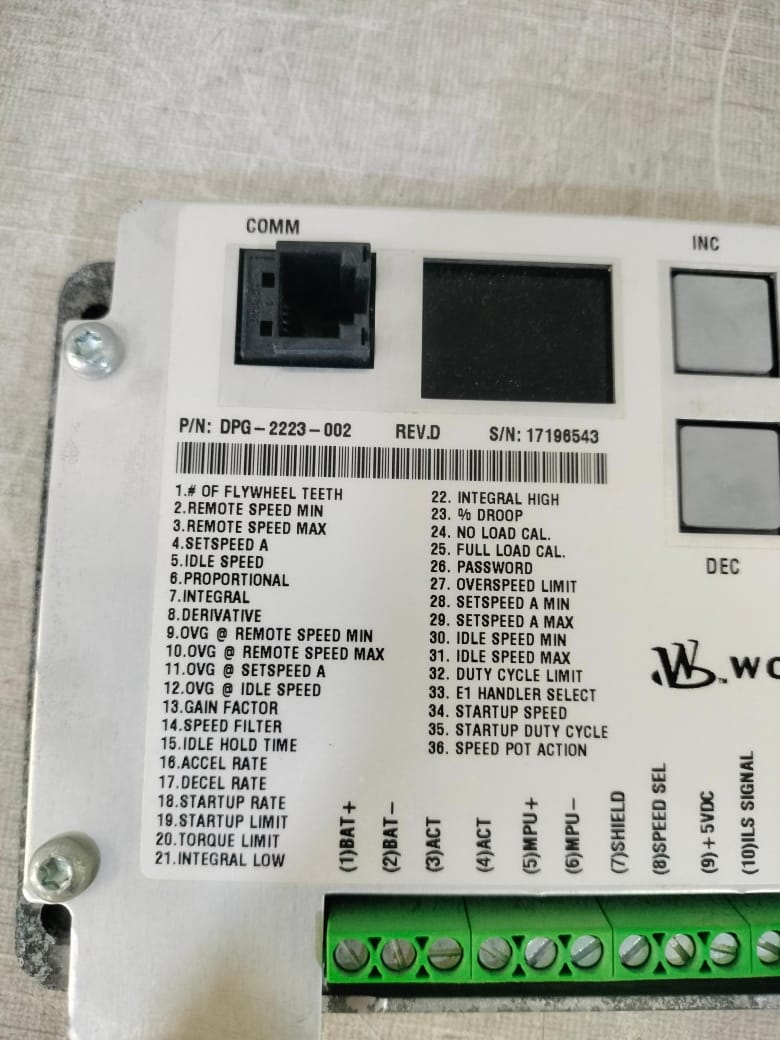 COMM
INC
P/N: DPG-2223-002 REV.D S/N: 17196543
1.# OF FLYWHEEL TEETH
2.REMOTE SPEED MIN
3.REMOTE SPEED MAX
4.SETSPEED A
5.IDLE SPEED
6.PROPORTIONAL
7.INTEGRAL
8.DERIVATIVE
9.OVG @ REMOTE SPEED MIN
10.OVG @ REMOTE SPEED MAX
11.OVG @ SETSPEED A
12.OVG @ IDLE SPEED
13.GAIN FACTOR
14.SPEED FILTER
15.IDLE HOLD TIME
16.ACCEL RATE
17.DECEL RATE
18.STARTUP RATE
19.STARTUP LIMIT
20.TORQUE LIMIT
21.INTEGRAL LOW
22. INTEGRAL HIGH
23. % DROOP
24. NO LOAD CAL.
25. FULL LOAD CAL.
26. PASSWORD
27. OVERSPEED LIMIT
28. SETSPEED A MIN
29. SETSPEED A MAX
30. IDLE SPEED MIN
31. IDLE SPEED MAX
32. DUTY CYCLE LIMIT
33. E1 HANDLER SELECT
34. STARTUP SPEED
35. STARTUP DUTY CYCLE
36. SPEED POT ACTION
DEC
W™ WO
(1)BAT+
(2)BAT-
(3)ACT
(4)ACT
(5)MPU+
(6)MPU-
(7)SHIELD
(8)SPEED SEL
(9)+5VDC
(10)ILS SIGNAL